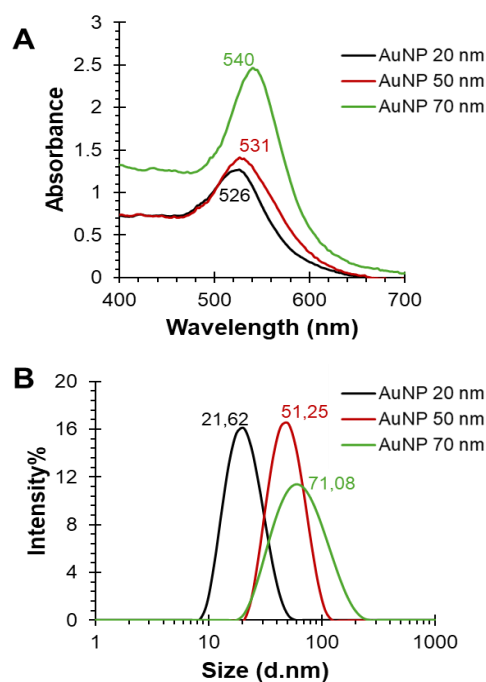 A
AuNP 20 nm
AuNP 50 nm
AuNP 70 nm
540
531
526
Absorbance
3
2.5
2
1.5
1
0.5
0
400 500 600 700
Wavelength (nm)
B
AuNP 20 nm
AuNP 50 nm
AuNP 70 nm
21,62
51,25
71,08
Intensity%
20
16
12
8
4
0
1 10 100 1000
Size (d.nm)